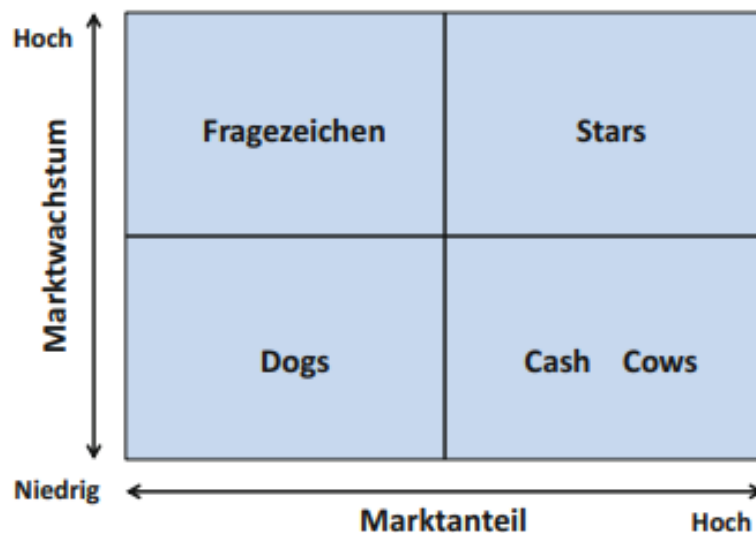 Hoch
Marktwachstum
Fragezeichen
Stars
Dogs
Cash Cows
Niedrig
Marktanteil
Hoch